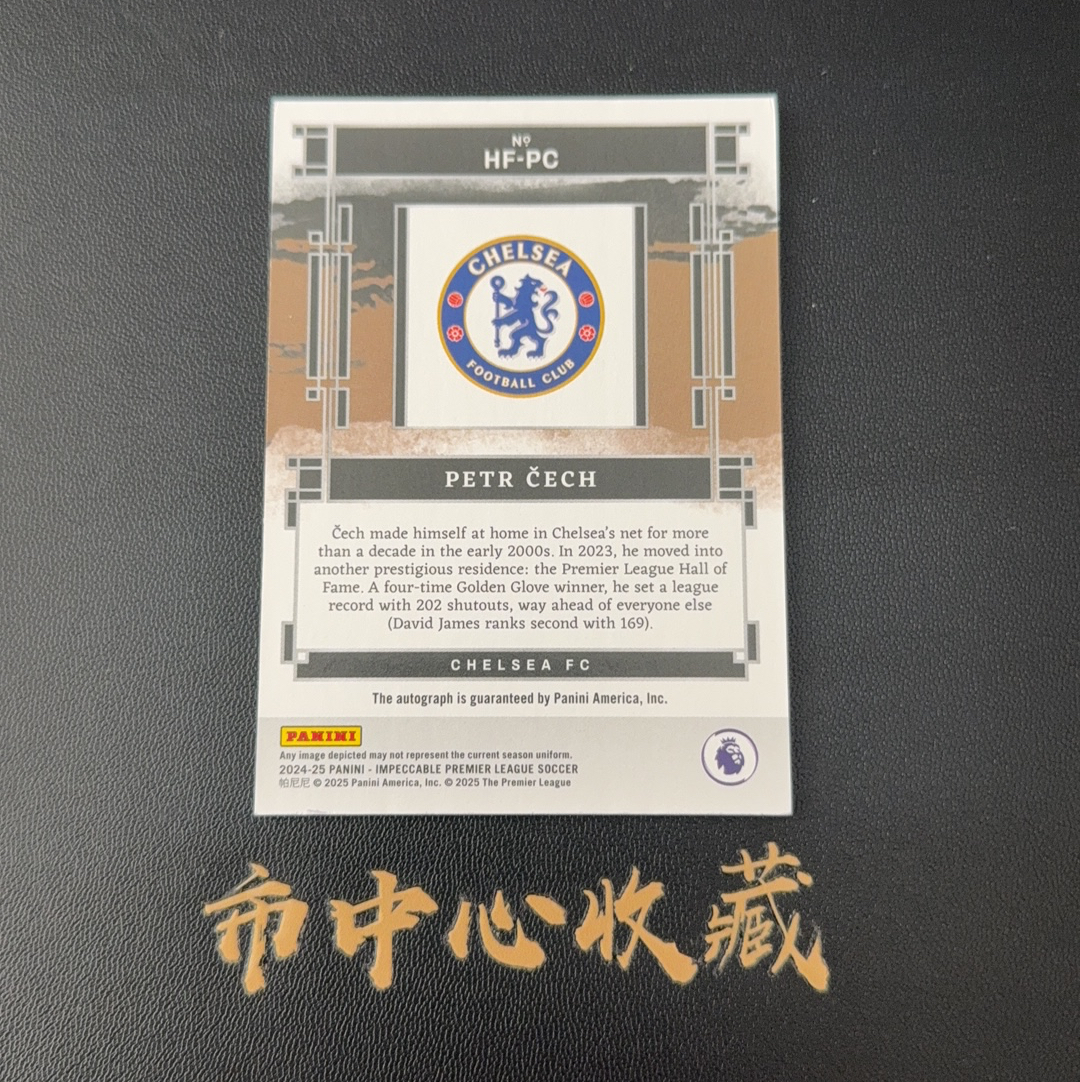 Nº
HF-PC
CHELSEA
FOOTBALL CLUB
PETR ČECH
Čech made himself at home in Chelsea's net for more
than a decade in the early 2000s. In 2023, he moved into
another prestigious residence: the Premier League Hall of
Fame. A four-time Golden Glove winner, he set a league
record with 202 shutouts, way ahead of everyone else
(David James ranks second with 169).
CHELSEA FC
The autograph is guaranteed by Panini America, Inc.
PANINI
Any image depicted may not represent the current season uniform.
2024-25 PANINI - IMPECCABLE PREMIER LEAGUE SOCCER
帕尼尼 © 2025 Panini America, Inc. © 2025 The Premier League
市中心收藏